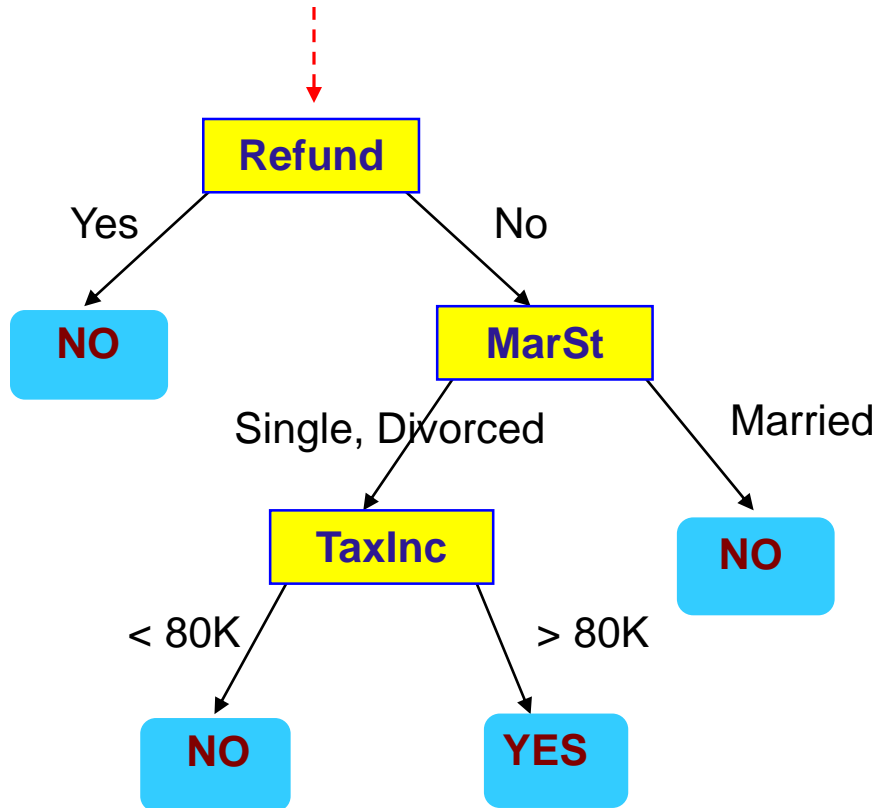 Refund
Yes
No
NO
MarSt
Single, Divorced
Married
TaxInc
NO
< 80K
> 80K
NO
YES